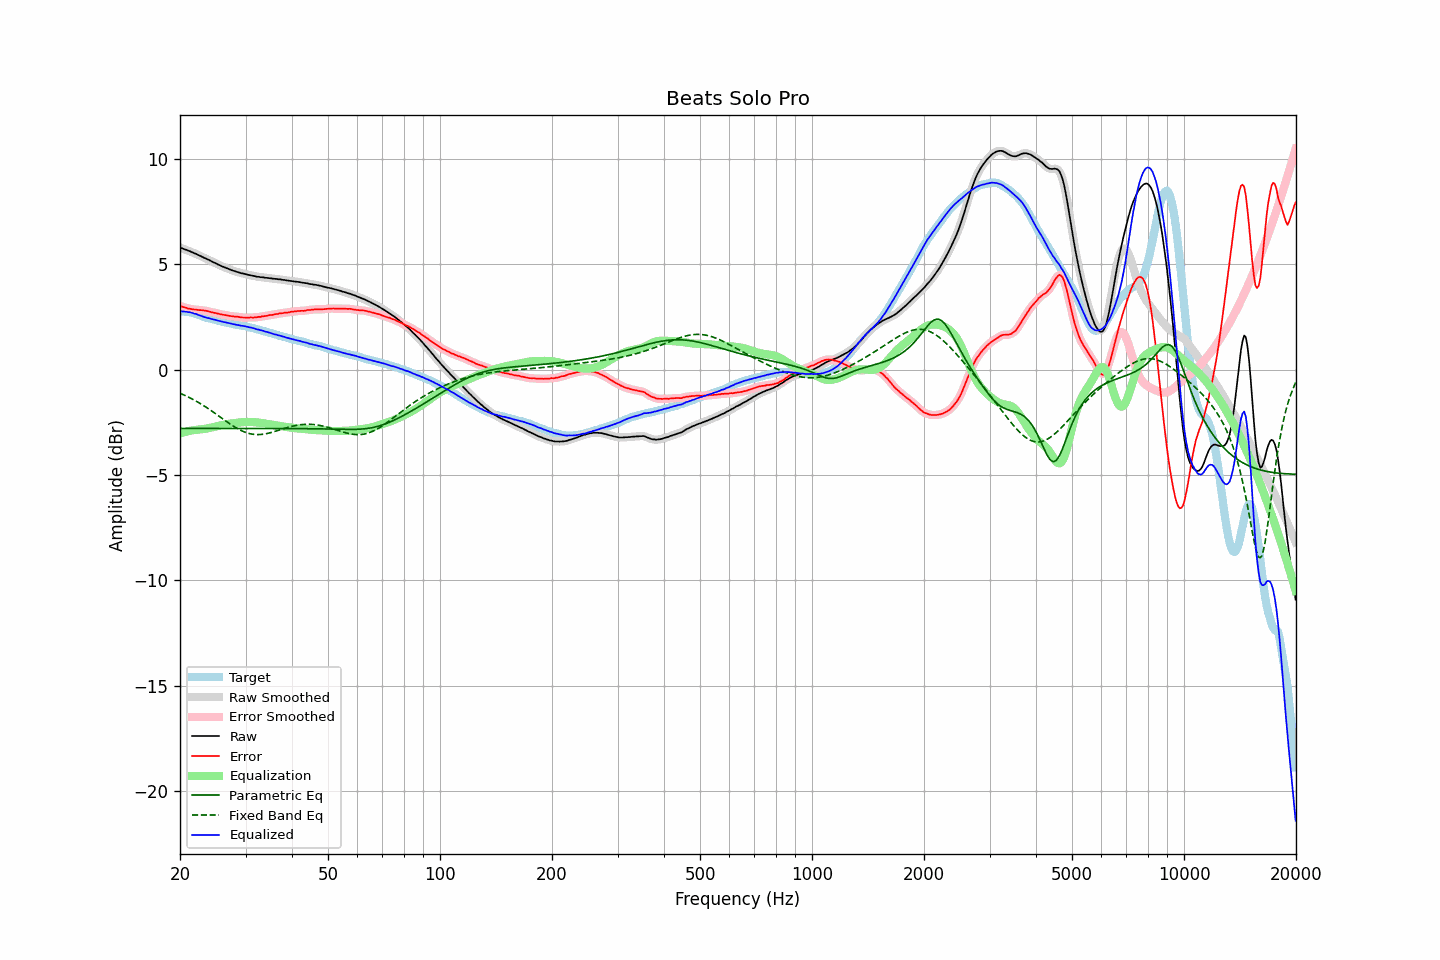 Beats Solo Pro
Amplitude (dBr)
10
5
0
−5
−10
−15
−20
Target
Raw Smoothed
Error Smoothed
Raw
Error
Equalization
Parametric Eq
Fixed Band Eq
Equalized
20 50 100 200 500 1000 2000 5000 10000 20000
Frequency (Hz)